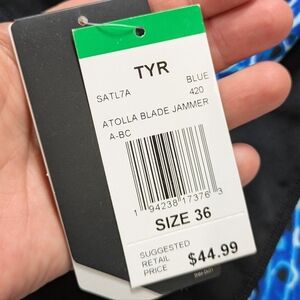 TYR
SATL7A BLUE
420
ATOLLA BLADE JAMMER
A-BC
1 94238 17376 3
SIZE 36
SUGGESTED
RETAIL
PRICE $44.99